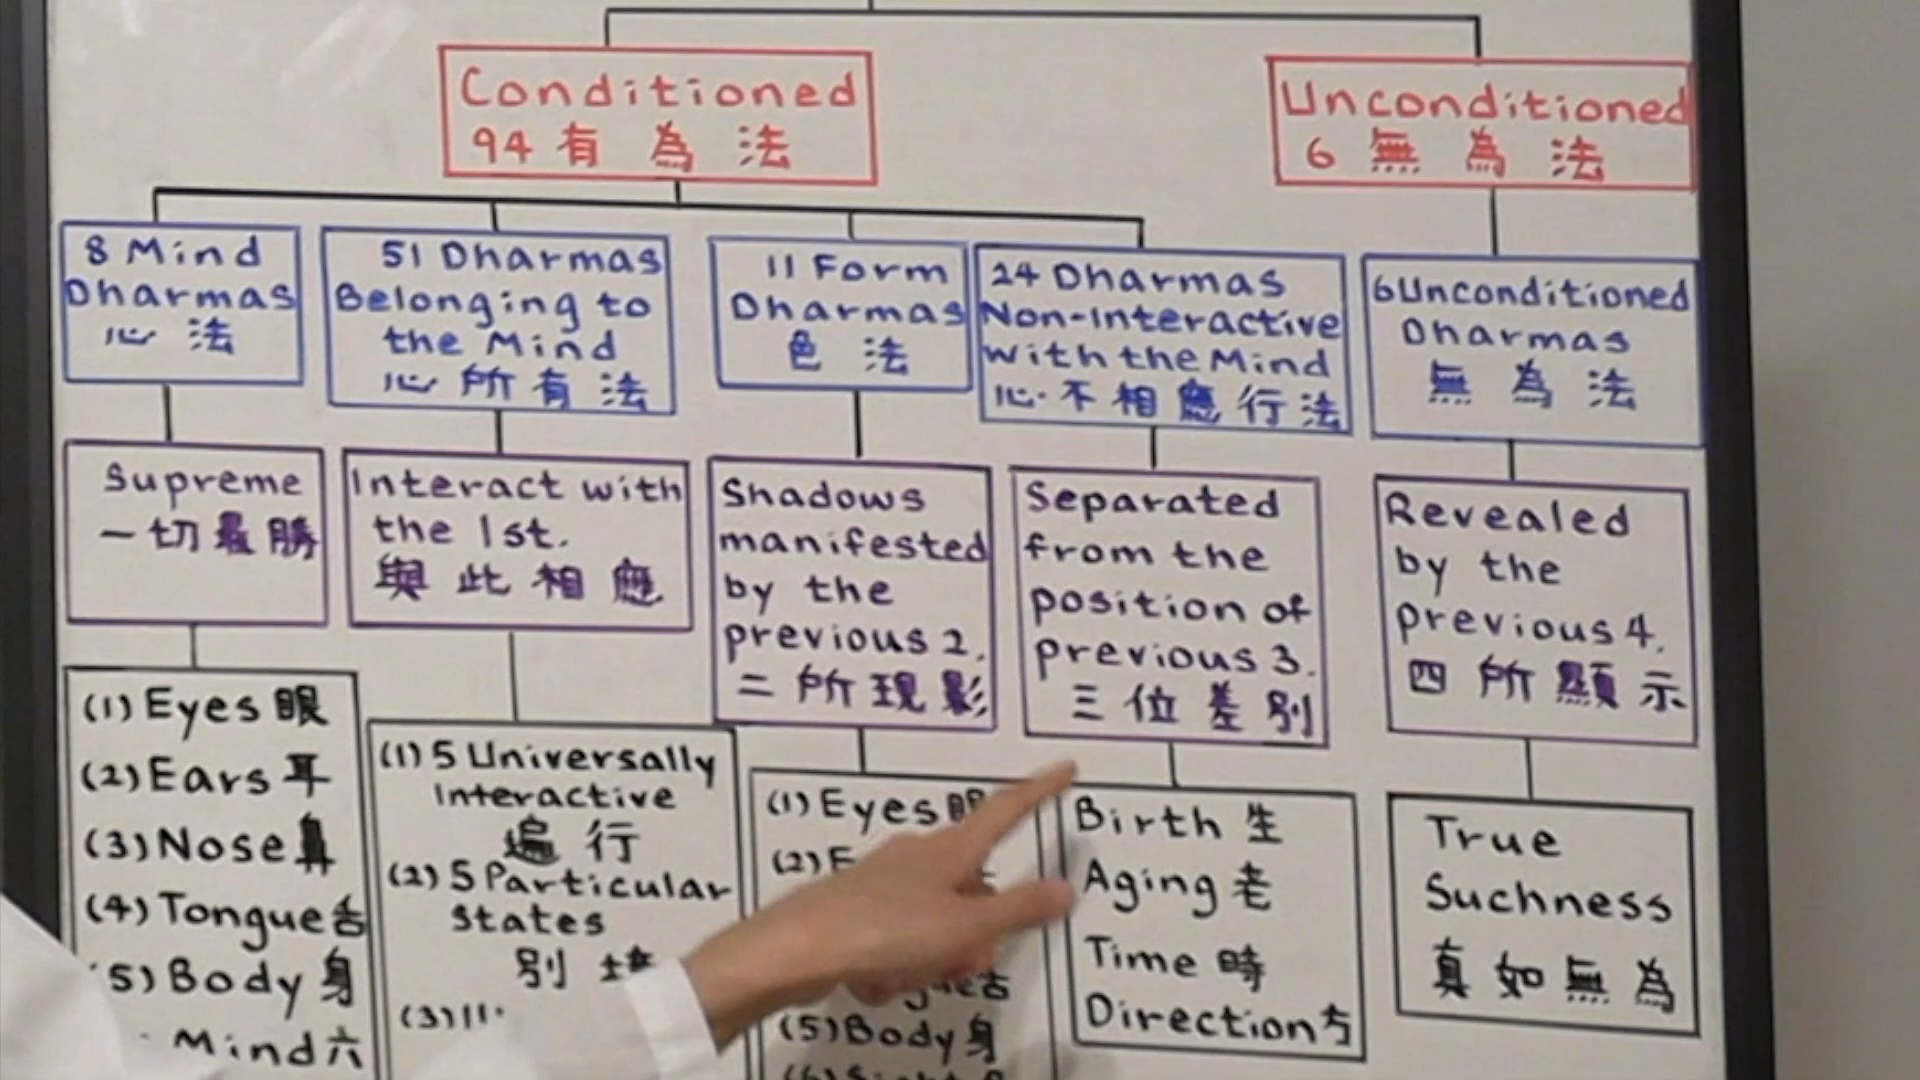 Conditioned
94 有為法
Unconditioned
6 無為法
8 Mind
Dharmas
心法
51 Dharmas
Belonging to
the Mind
心所有法
11 Form
Dharmas
色法
24 Dharmas
Non-Interactive
with the Mind
心不相應行法
6 Unconditioned
Dharmas
無為法
Supreme
一切最勝
Interact with
the 1st.
與此相應
Shadows
manifested
by the
previous 2.
二所現影
Separated
from the
position of
previous 3.
三位差別
Revealed
by the
previous 4.
四所顯示
(1) Eyes 眼
(2) Ears 耳
(3) Nose 鼻
(4) Tongue 舌
5) Body 身
Mind 六
(1) 5 Universally
Interactive
遍行
(2) 5 Particular
States
別境
(3)
(1) Eyes 眼
(2) E
舌
(5) Body 身
Birth 生
Aging 老
Time 時
Direction 方
True
Suchness
真如無為